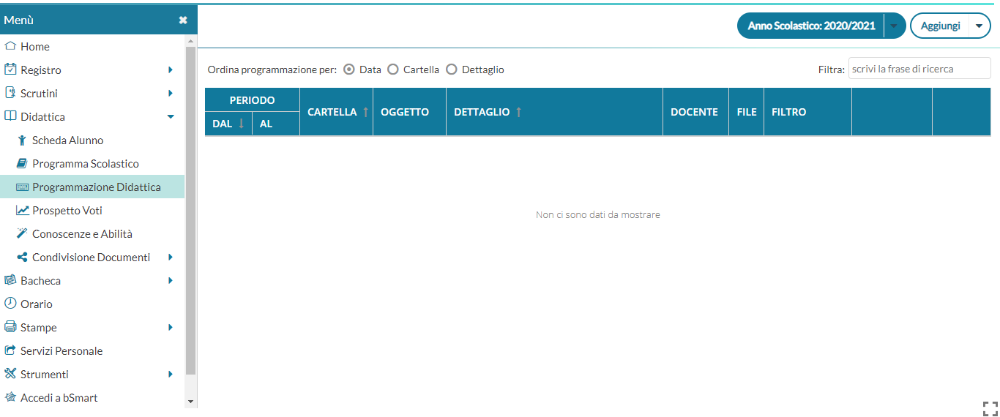 Menù
Home
Registro
Scrutini
Didattica
Scheda Alunno
Programma Scolastico
Programmazione Didattica
Prospetto Voti
Conoscenze e Abilità
Condivisione Documenti
Bacheca
Orario
Stampe
Servizi Personale
Strumenti
Accedi a bSmart
Anno Scolastico: 2020/2021
Aggiungi
Ordina programmazione per: Data Cartella Dettaglio
Filtra: scrivi la frase di ricerca
PERIODO
DAL AL
CARTELLA OGGETTO DETTAGLIO DOCENTE FILE FILTRO
Non ci sono dati da mostrare